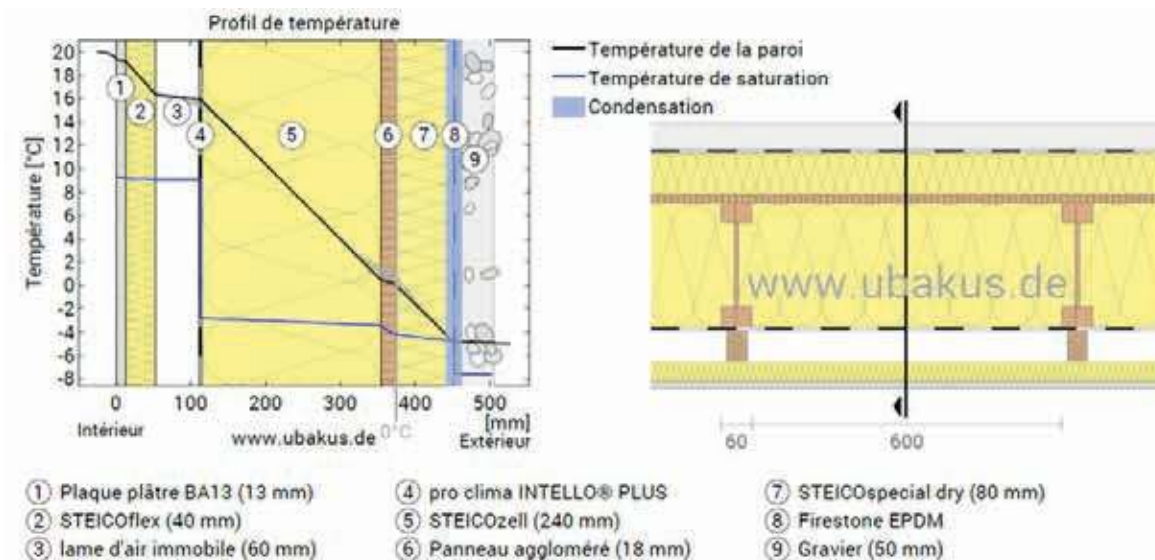 Profil de température
Température [°C]
20
18
16
14
12
10
8
6
4
2
0
-2
-4
-6
-8
1
2
3
4
5
6
7
8
9
0
100
200
300
400
500
[mm]
Intérieur
www.ubakus.de
0°C
Extérieur
Température de la paroi
Température de saturation
Condensation
www.ubakus.de
60
600
1 Plaque plâtre BA13 (13 mm)
2 STEICOflex (40 mm)
3 lame d'air immobile (60 mm)
4 pro clima INTELLO® PLUS
5 STEICOzell (240 mm)
6 Panneau aggloméré (18 mm)
7 STEICOspecial dry (80 mm)
8 Firestone EPDM
9 Gravier (50 mm)